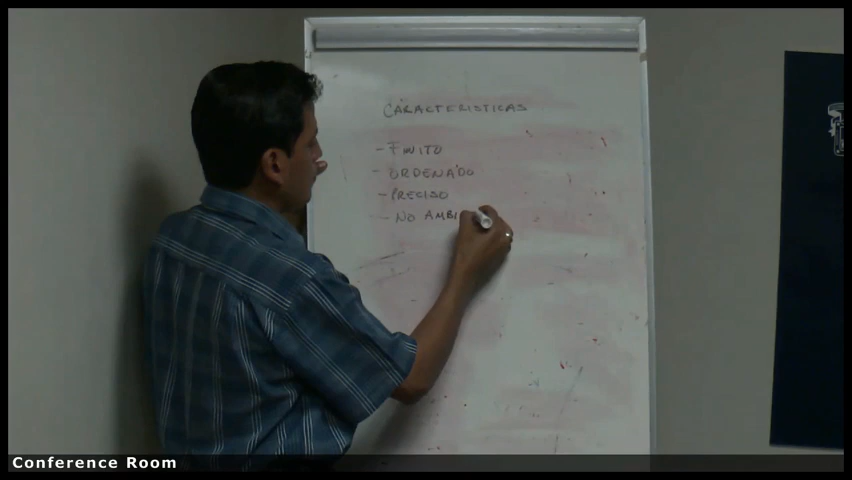 CARACTERISTICAS
- FINITO
- ORDENADO
- PRECISO
- NO AMBI
Conference Room